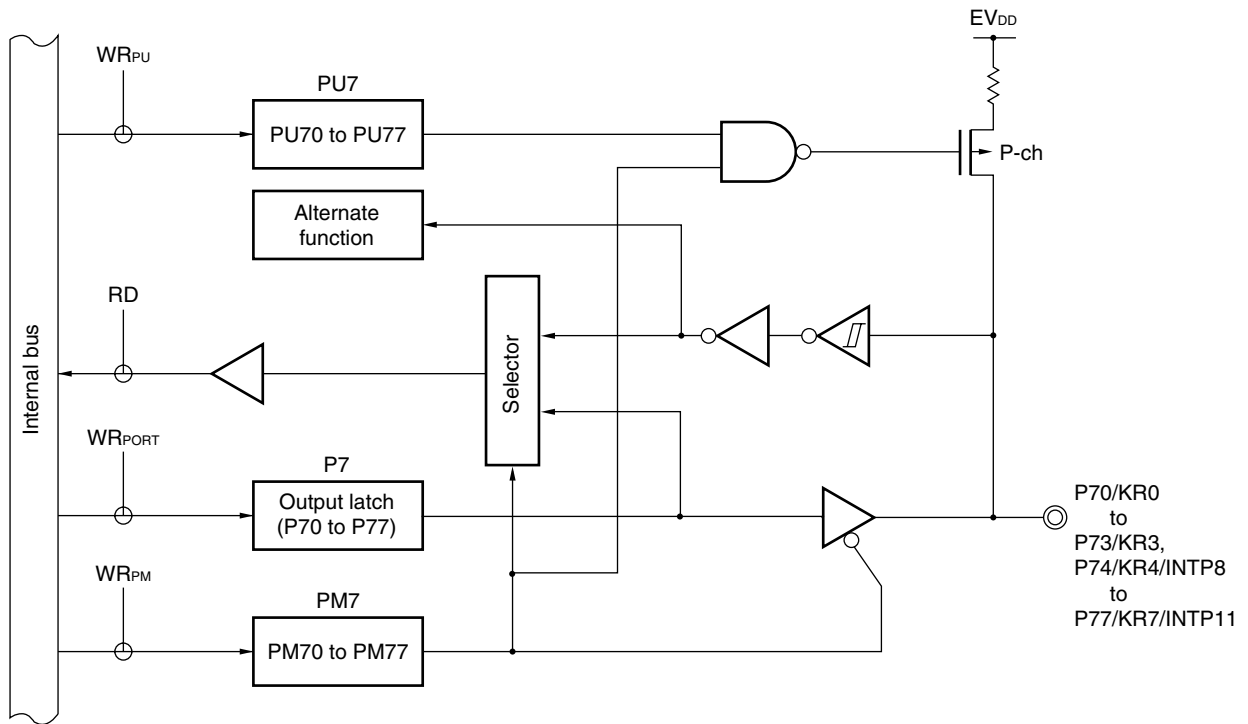 EVDD
WRPU
PU7
PU70 to PU77
P-ch
Alternate
function
RD
Internal bus
Selector
WRPORT
P7
Output latch
(P70 to P77)
P70/KR0
to
P73/KR3,
P74/KR4/INTP8
to
P77/KR7/INTP11
WRPM
PM7
PM70 to PM77